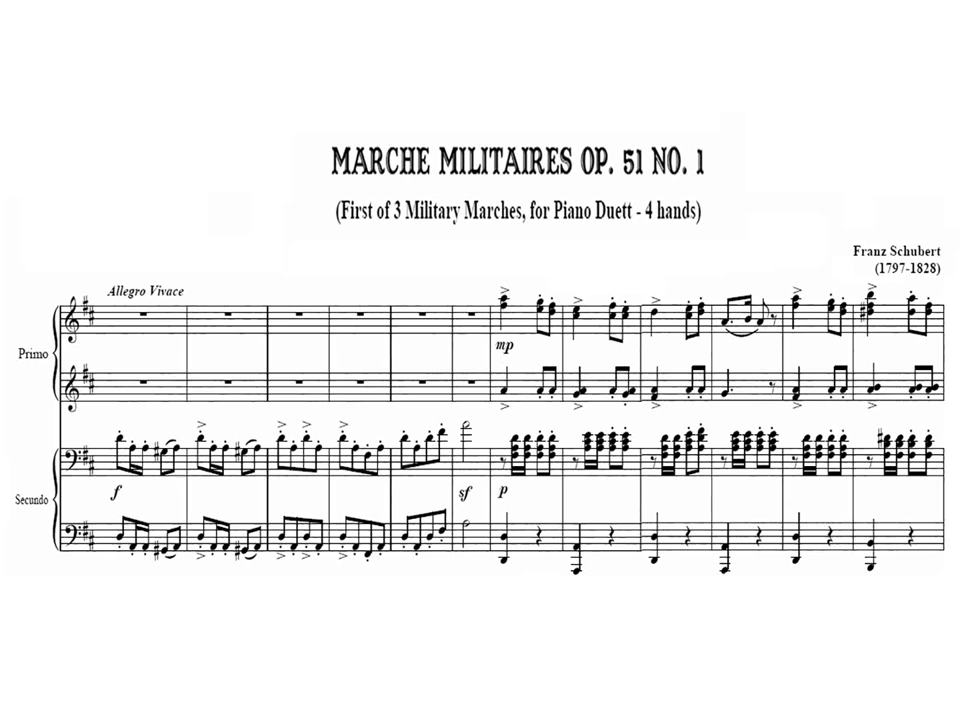 MARCHE MILITAIRES OP. 51 NO. 1
(First of 3 Military Marches, for Piano Duett - 4 hands)
Franz Schubert
(1797-1828)
Allegro Vivace
Primo
mp
Secundo
f
sf
p